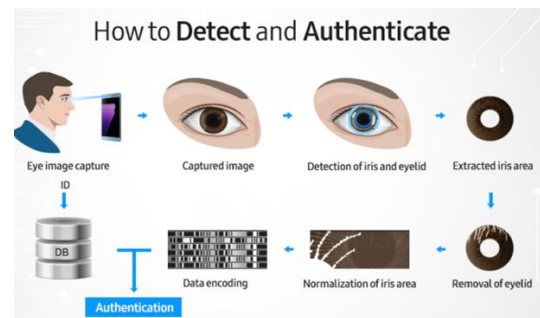 How to Detect and Authenticate
Eye image capture
Captured image
Detection of iris and eyelid
Extracted iris area
ID
DB
Data encoding
Normalization of iris area
Removal of eyelid
Authentication